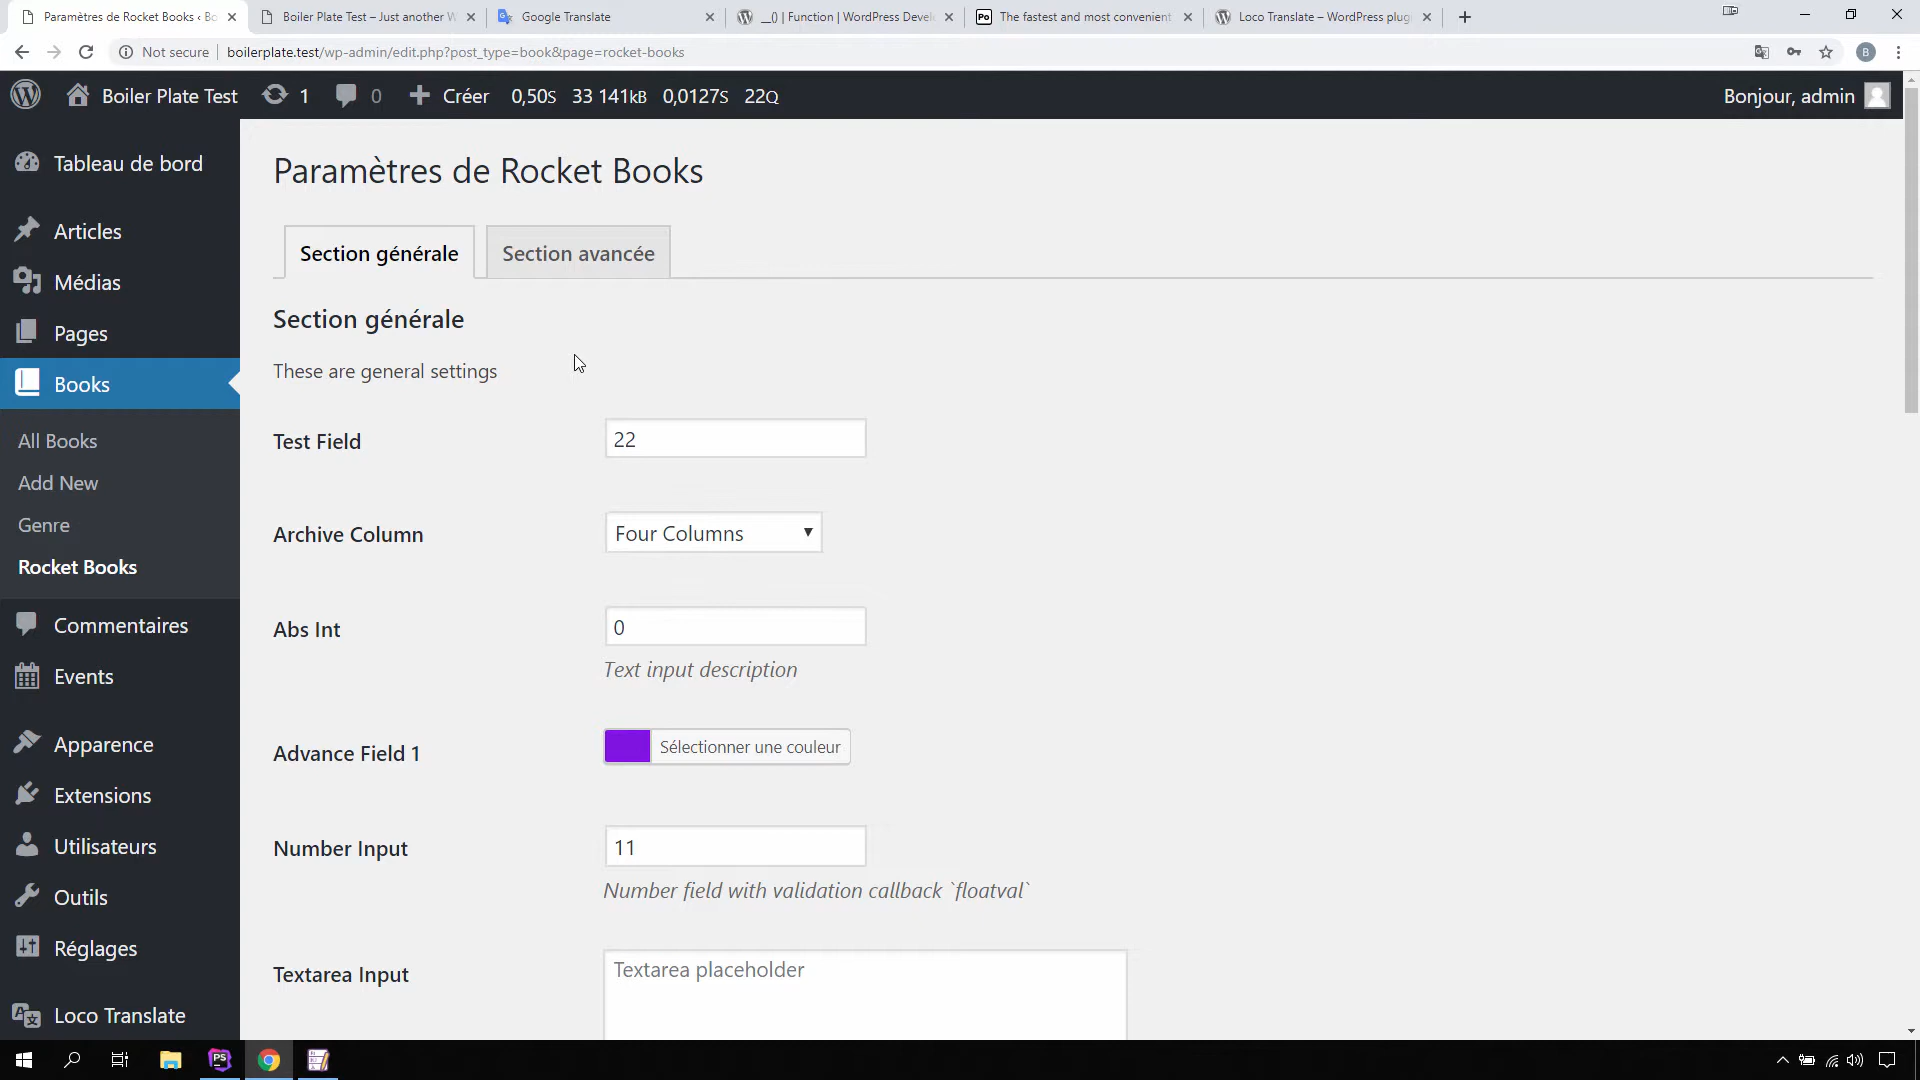 Paramètres de Rocket Books ‹ Bo
Boiler Plate Test – Just another W
Google Translate
__() | Function | WordPress Devel
The fastest and most convenient
Loco Translate – WordPress plug
Not secure
boilerplate.test/wp-admin/edit.php?post_type=book&page=rocket-books
B
Boiler Plate Test
1
0
Créer
0,50S
33 141kB
0,0127S
22Q
Bonjour, admin
Tableau de bord
Articles
Médias
Pages
Books
All Books
Add New
Genre
Rocket Books
Commentaires
Events
Apparence
Extensions
Utilisateurs
Outils
Réglages
Loco Translate
Paramètres de Rocket Books
Section générale
Section avancée
Section générale
These are general settings
Test Field
22
Archive Column
Four Columns
Abs Int
0
Text input description
Advance Field 1
Sélectionner une couleur
Number Input
11
Number field with validation callback `floatval`
Textarea Input
Textarea placeholder